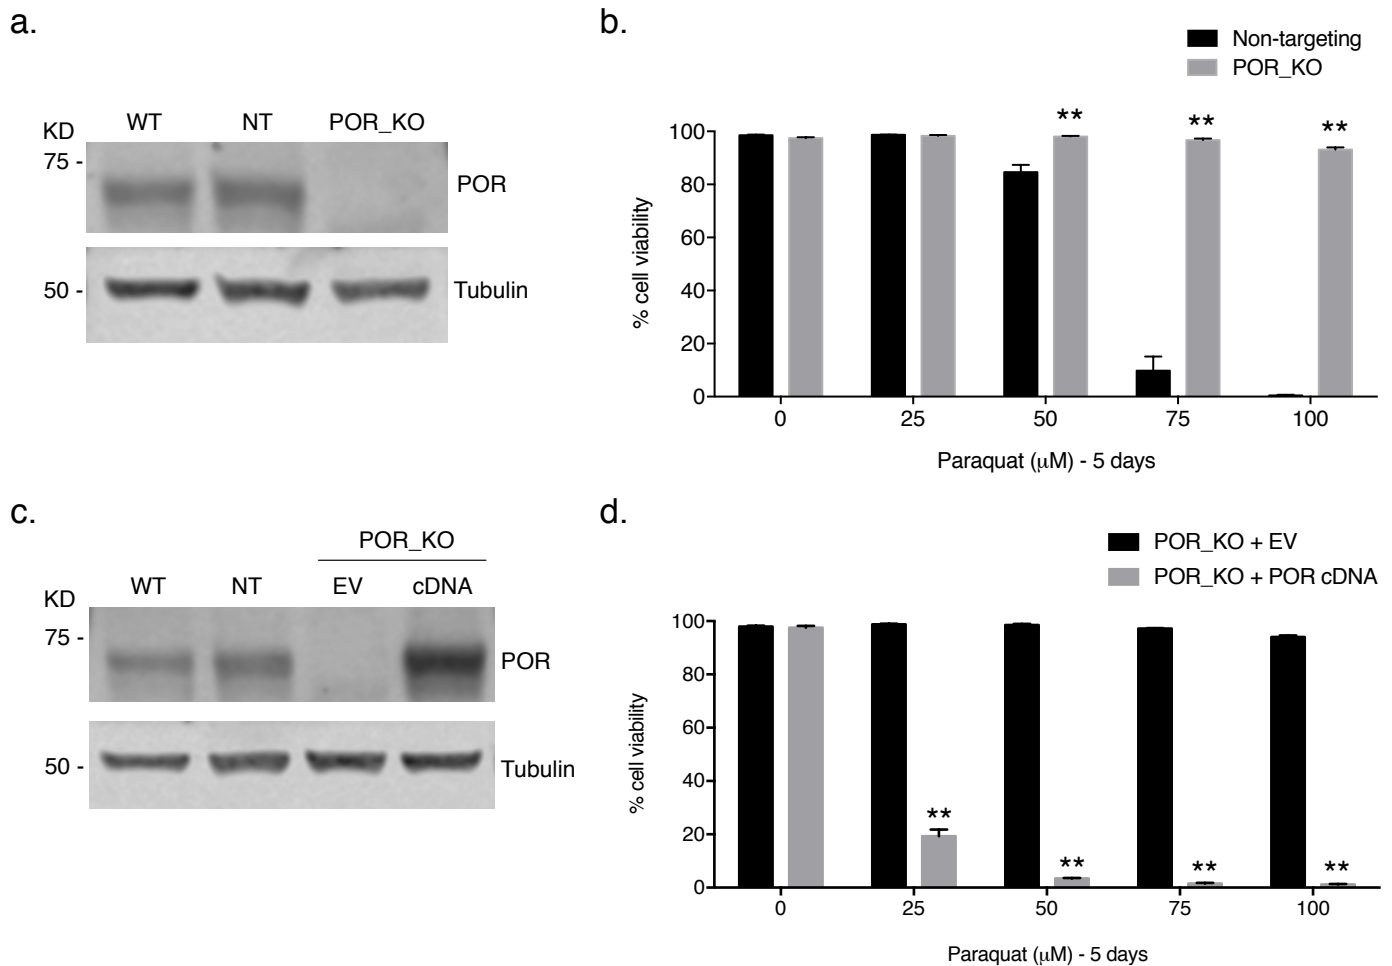 a.
WT NT POR_KO
KD
75 -
POR
50 -
Tubulin
b.
Non-targeting
POR_KO
** ** **
100
80
60
40
20
0
% cell viability
0 25 50 75 100
Paraquat (μM) - 5 days
c.
POR_KO
WT NT EV cDNA
KD
75 -
POR
50 -
Tubulin
d.
POR_KO + EV
POR_KO + POR cDNA
100
80
60
40
20
0
% cell viability
** ** ** **
0 25 50 75 100
Paraquat (μM) - 5 days